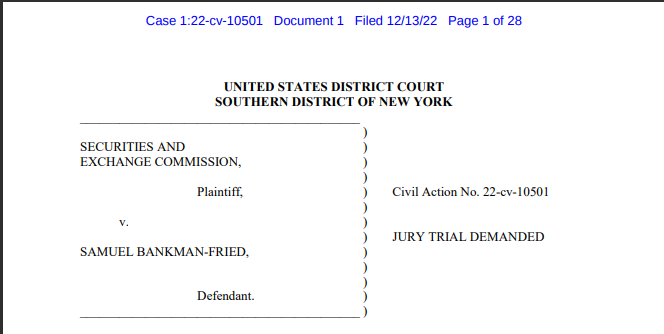 Case 1:22-cv-10501 Document 1 Filed 12/13/22 Page 1 of 28
UNITED STATES DISTRICT COURT
SOUTHERN DISTRICT OF NEW YORK
SECURITIES AND
EXCHANGE COMMISSION,
Plaintiff,
Civil Action No. 22-cv-10501
v.
JURY TRIAL DEMANDED
SAMUEL BANKMAN-FRIED,
Defendant.